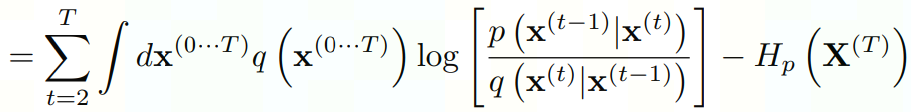 $= \sum_{t=2}^{T} \int d\mathbf{x}^{(0\cdots T)} q\left(\mathbf{x}^{(0\cdots T)}\right) \log\left[\frac{p\left(\mathbf{x}^{(t-1)}|\mathbf{x}^{(t)}\right)}{q\left(\mathbf{x}^{(t)}|\mathbf{x}^{(t-1)}\right)}\right] - H_p\left(\mathbf{X}^{(T)}\right)$